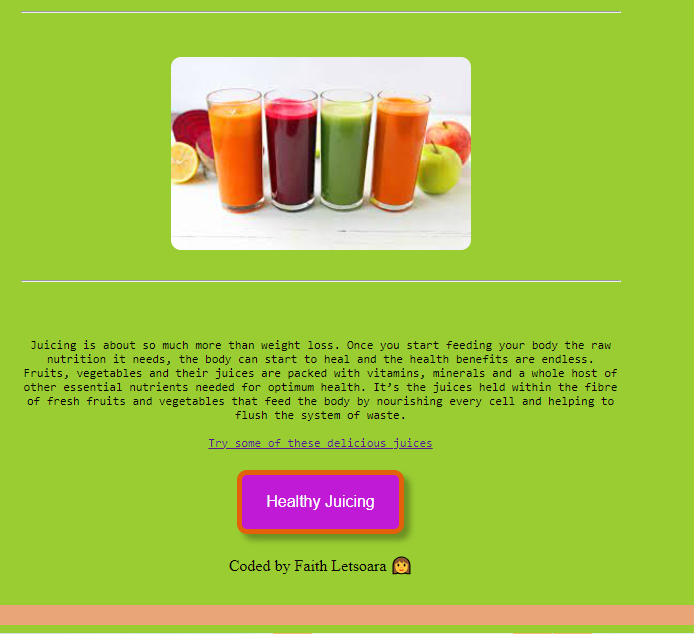 Juicing is about so much more than weight loss. Once you start feeding your body the raw
nutrition it needs, the body can start to heal and the health benefits are endless.
Fruits, vegetables and their juices are packed with vitamins, minerals and a whole host of
other essential nutrients needed for optimum health. It’s the juices held within the fibre
of fresh fruits and vegetables that feed the body by nourishing every cell and helping to
flush the system of waste.
Try some of these delicious juices
Healthy Juicing
Coded by Faith Letsoara 👩